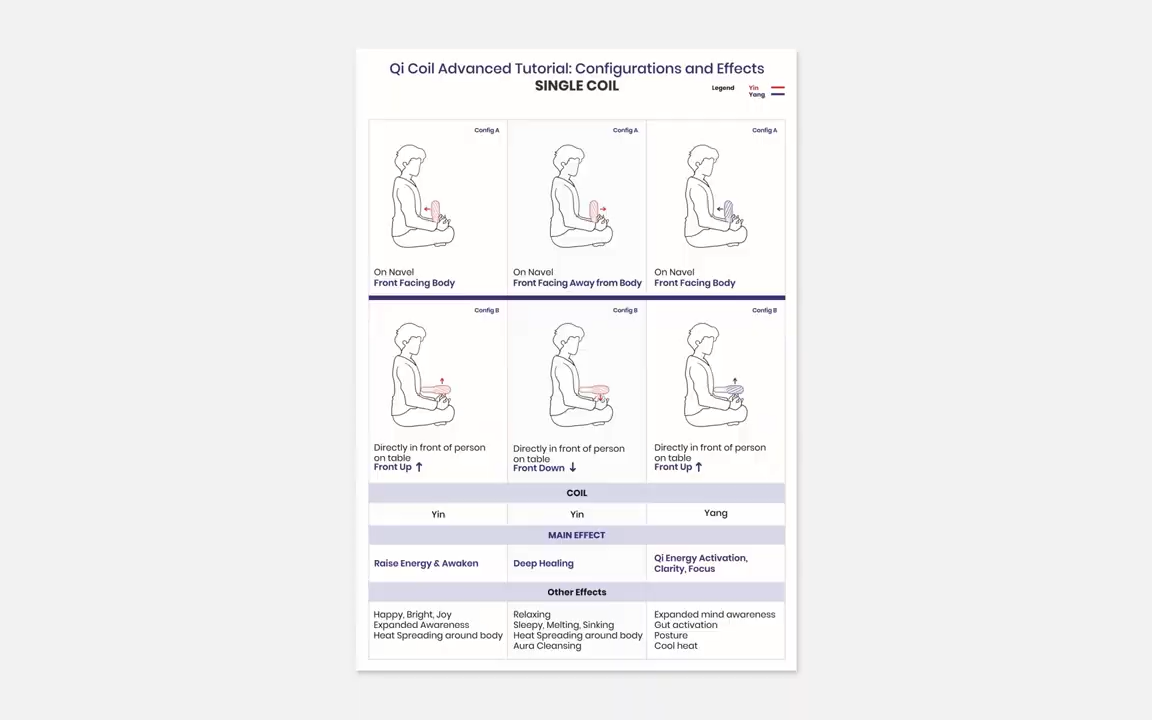 Qi Coil Advanced Tutorial: Configurations and Effects
SINGLE COIL
Legend Yin
Yang
Config A
On Navel
Front Facing Body
Config A
On Navel
Front Facing Away from Body
Config A
On Navel
Front Facing Body
Config B
Directly in front of person
on table
Front Up ↑
Config B
Directly in front of person
on table
Front Down ↓
Config B
Directly in front of person
on table
Front Up ↑
COIL
Yin Yin Yang
MAIN EFFECT
Raise Energy & Awaken
Deep Healing
Qi Energy Activation,
Clarity, Focus
Other Effects
Happy, Bright, Joy
Expanded Awareness
Heat Spreading around body
Relaxing
Sleepy, Melting, Sinking
Heat Spreading around body
Aura Cleansing
Expanded mind awareness
Gut activation
Posture
Cool heat